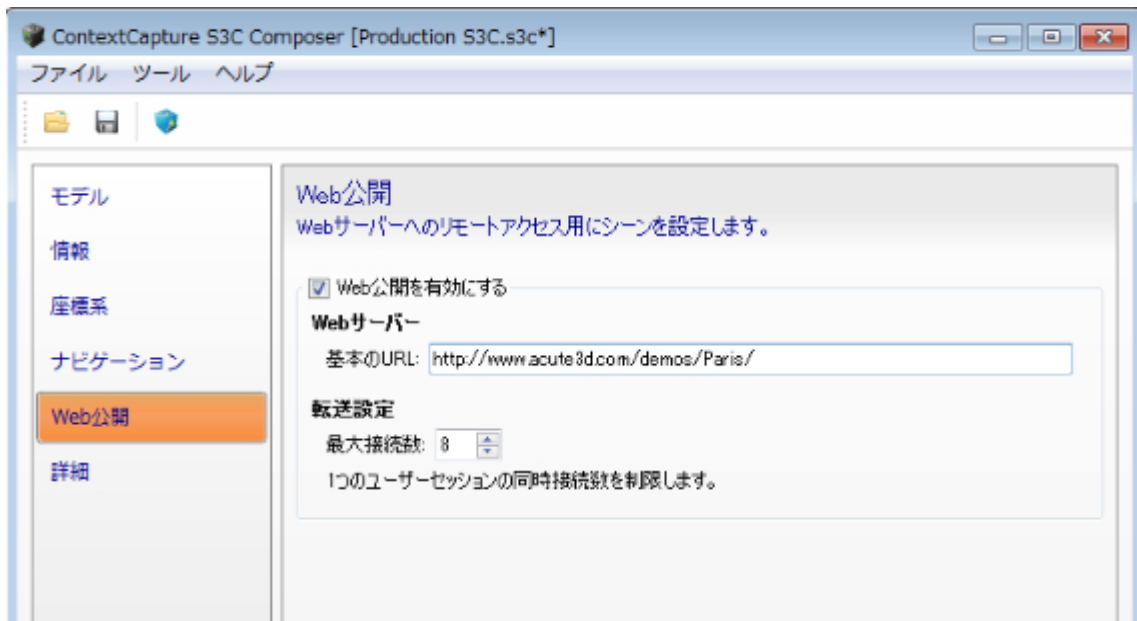 ContextCapture S3C Composer [Production S3C.s3c*]
ファイル ツール ヘルプ
モデル
情報
座標系
ナビゲーション
Web公開
詳細
Web公開
Webサーバーへのリモートアクセス用にシーンを設定します。
Web公開を有効にする
Webサーバー
基本のURL: http://www.acute3d.com/demos/Paris/
転送設定
最大接続数: 8
1つのユーザーセッションの同時接続数を制限します。